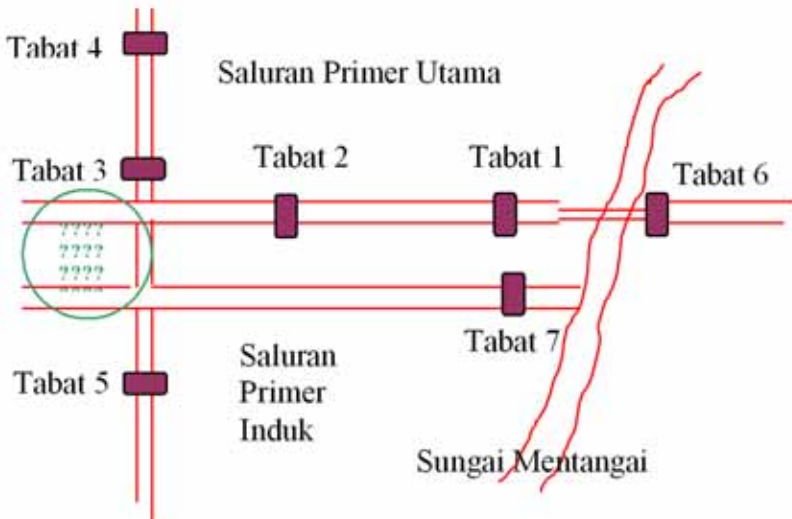 Tabat 4
Saluran Primer Utama
Tabat 3
Tabat 2
Tabat 1
Tabat 6
????
????
????
Tabat 7
Tabat 5
Saluran
Primer
Induk
Sungai Mentangai